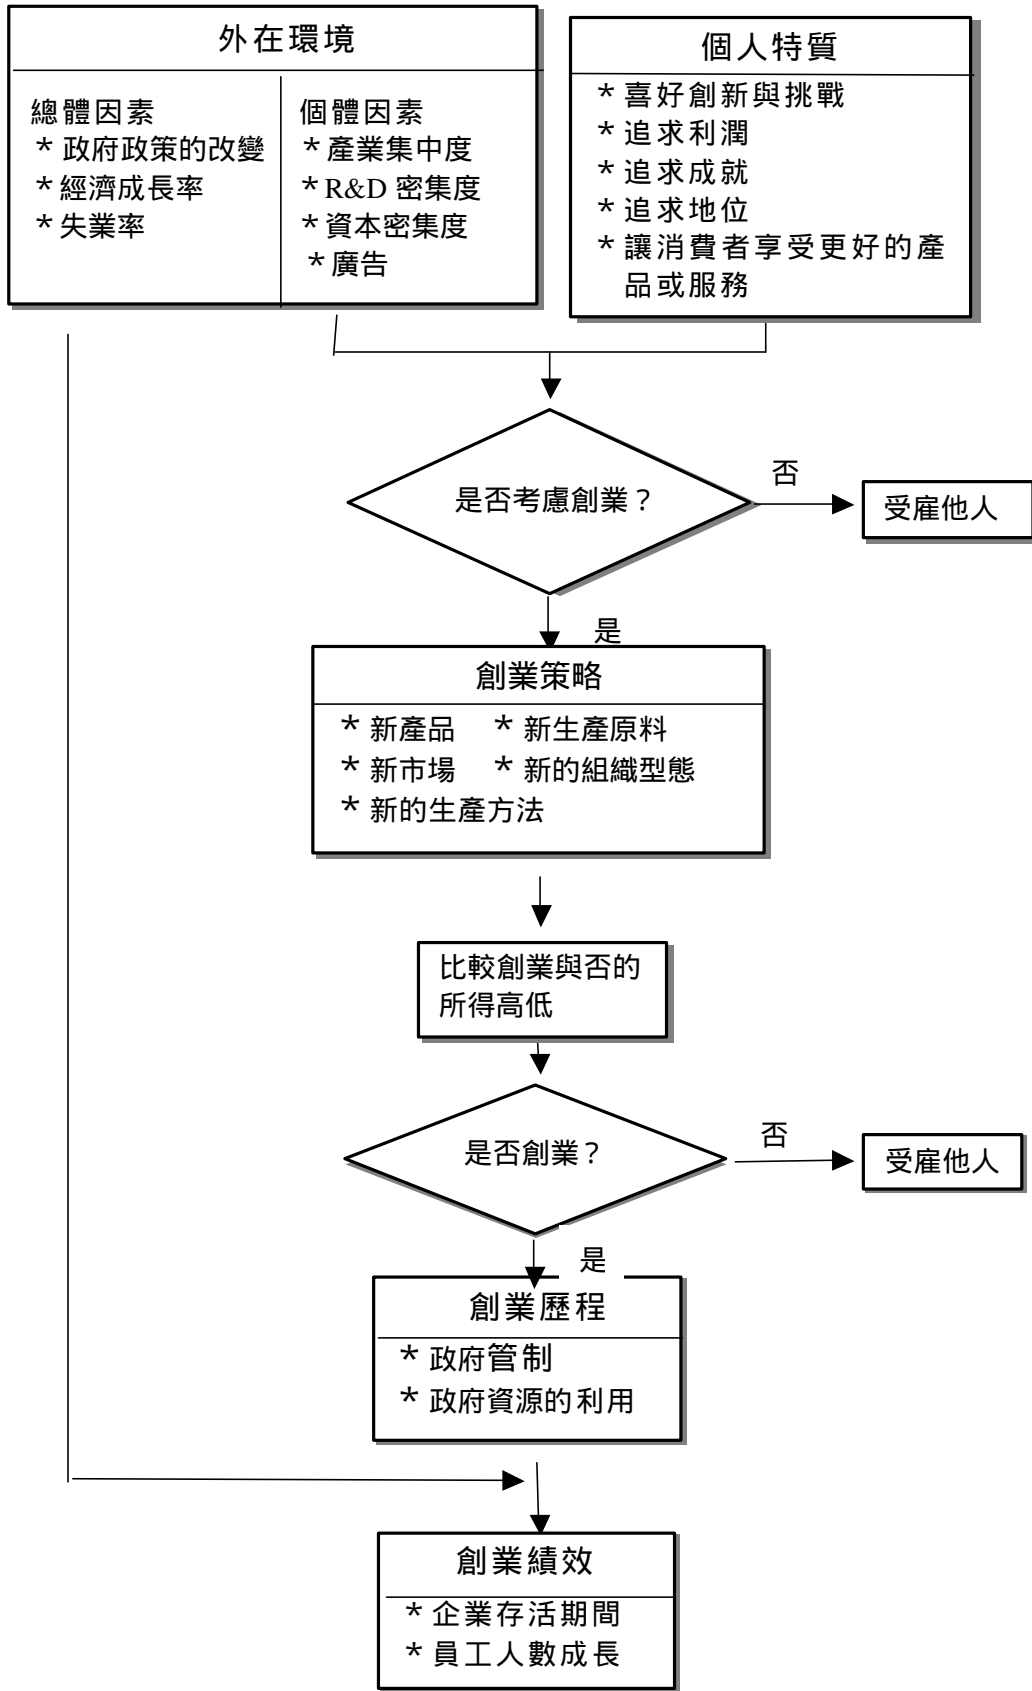 外在環境
總體因素
* 政府政策的改變
* 經濟成長率
* 失業率
個體因素
* 產業集中度
* R&D 密集度
* 資本密集度
* 廣告
個人特質
* 喜好創新與挑戰
* 追求利潤
* 追求成就
* 追求地位
* 讓消費者享受更好的產
品或服務
是否考慮創業？
否
受雇他人
是
創業策略
* 新產品 * 新生產原料
* 新市場 * 新的組織型態
* 新的生產方法
比較創業與否的
所得高低
是否創業？
否
受雇他人
是
創業歷程
* 政府管制
* 政府資源的利用
創業績效
* 企業存活期間
* 員工人數成長